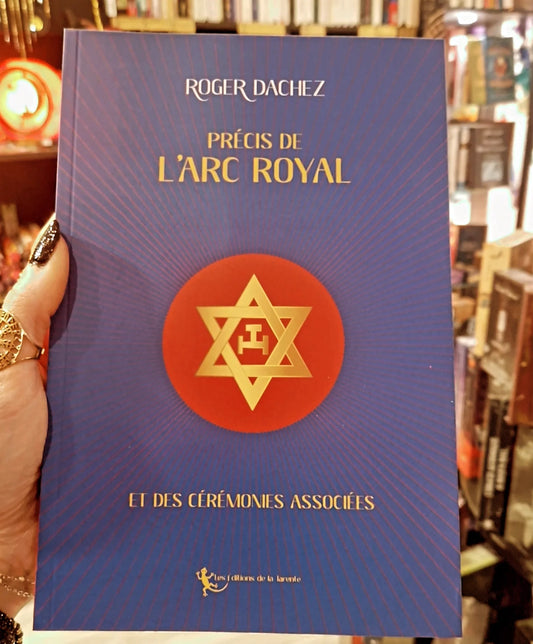 ROGER DACHEZ
PRÉCIS DE
L'ARC ROYAL
ET DES CÉRÉMONIES ASSOCIÉES
Les Éditions de la Tarente